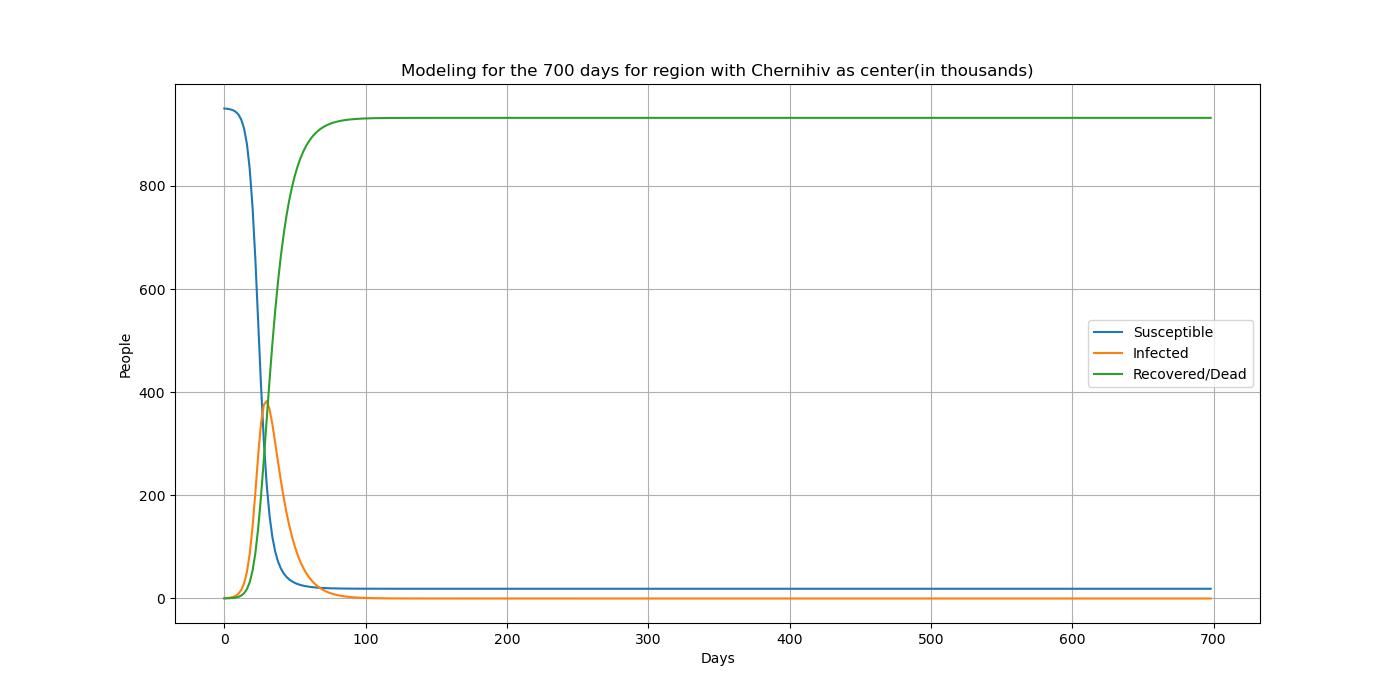 Modeling for the 700 days for region with Chernihiv as center(in thousands)
People
800
600
400
200
0
Susceptible
Infected
Recovered/Dead
0 100 200 300 400 500 600 700
Days